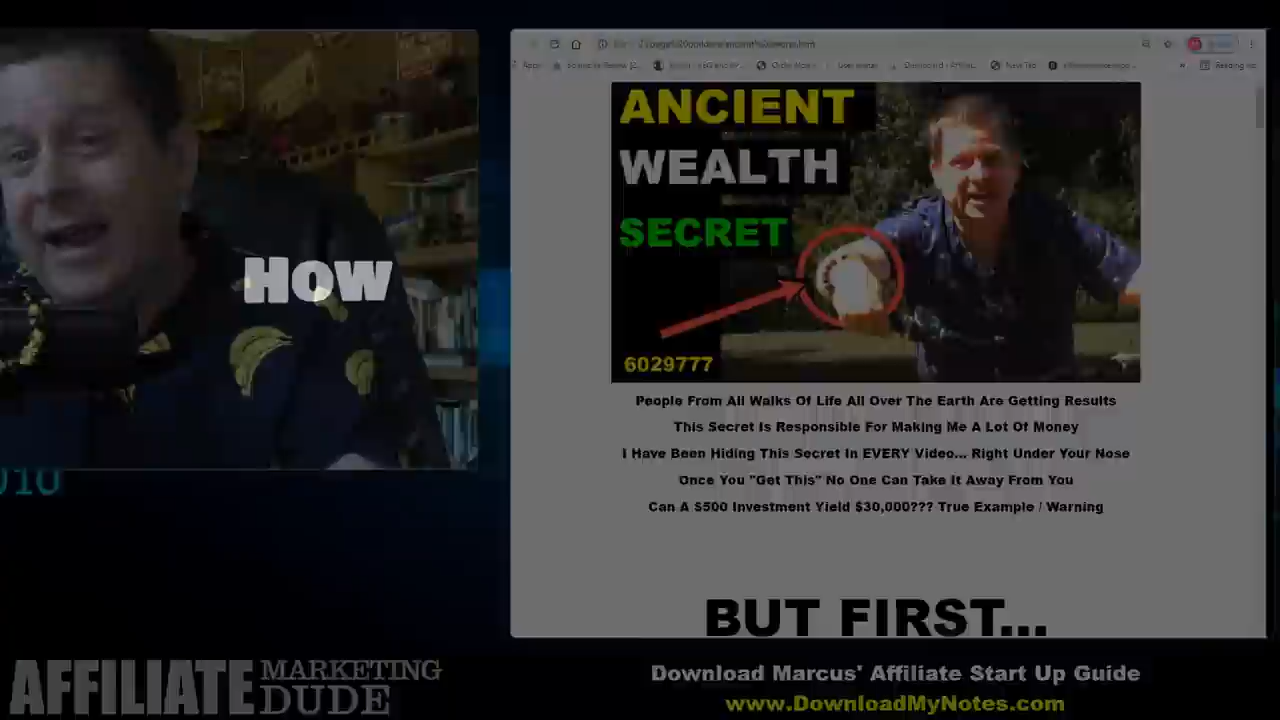 How
ANCIENT
WEALTH
SECRET
6029777
People From All Walks Of Life All Over The Earth Are Getting Results
This Secret Is Responsible For Making Me A Lot Of Money
I Have Been Hiding This Secret In EVERY Video... Right Under Your Nose
Once You "Get This" No One Can Take It Away From You
Can A $500 Investment Yield $30,000??? True Example / Warning
BUT FIRST...
AFFILIATE MARKETING DUDE
Download Marcus' Affiliate Start Up Guide
www.DownloadMyNotes.com